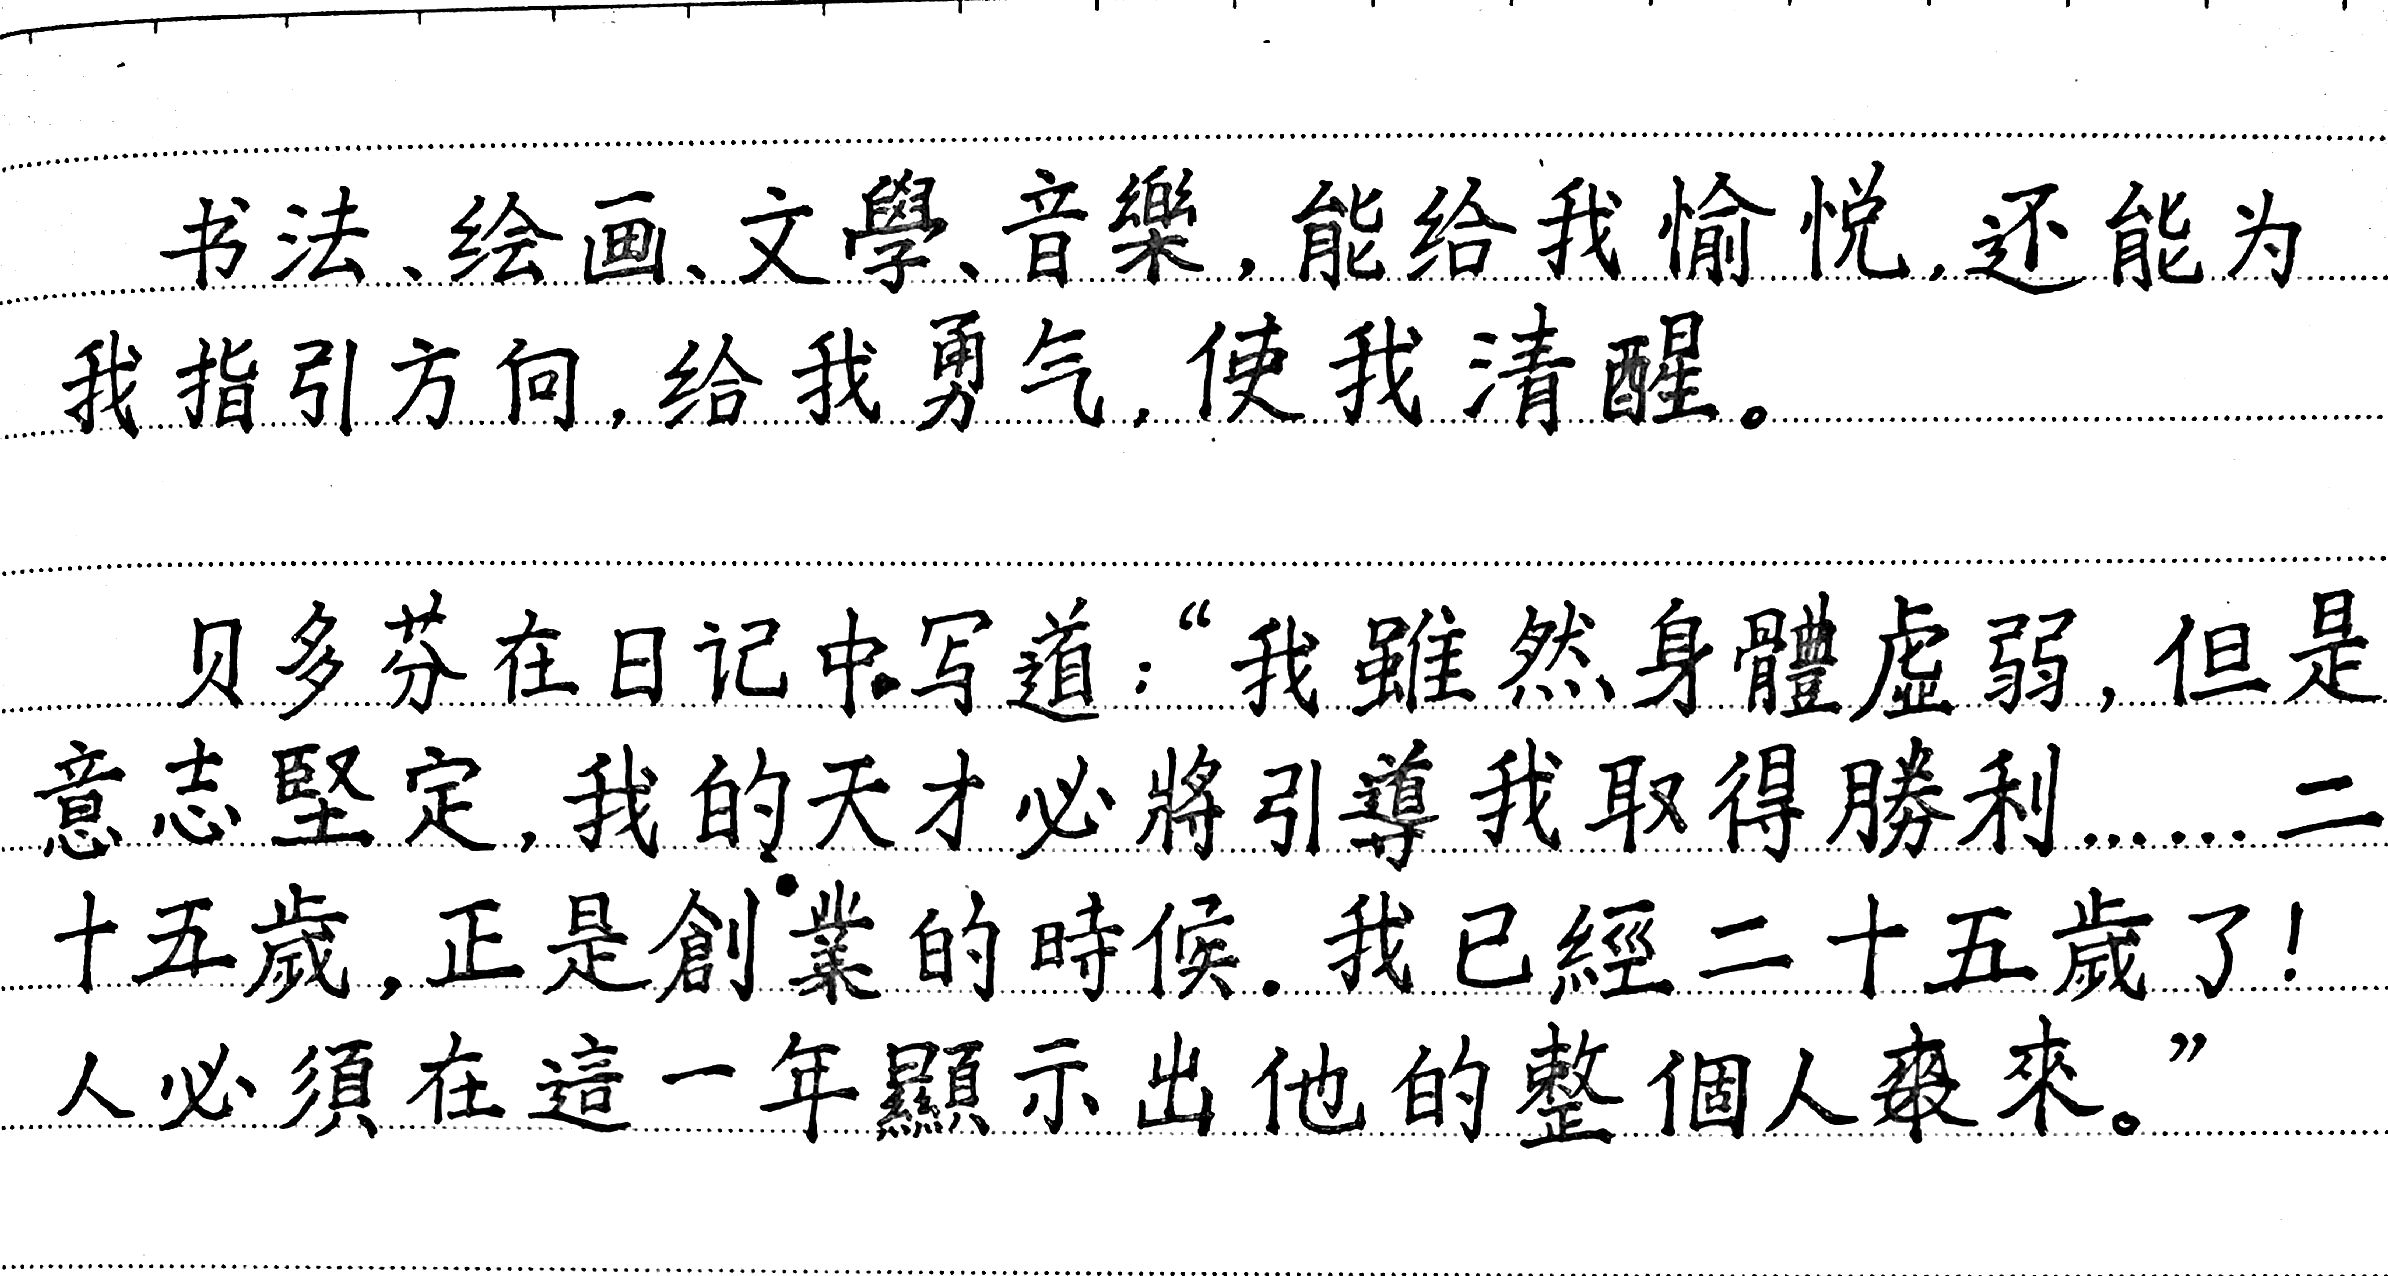 书法、绘画、文學、音樂，能给我愉悦，还能为
我指引方向，给我勇气，使我清醒。
贝多芬在日记中写道：“我雖然身體虚弱，但是
意志堅定，我的天才必將引導我取得勝利……二
十五歲，正是創業的時候．我已經二十五歲了！
人必須在這一年顯示出他的整個人來。”